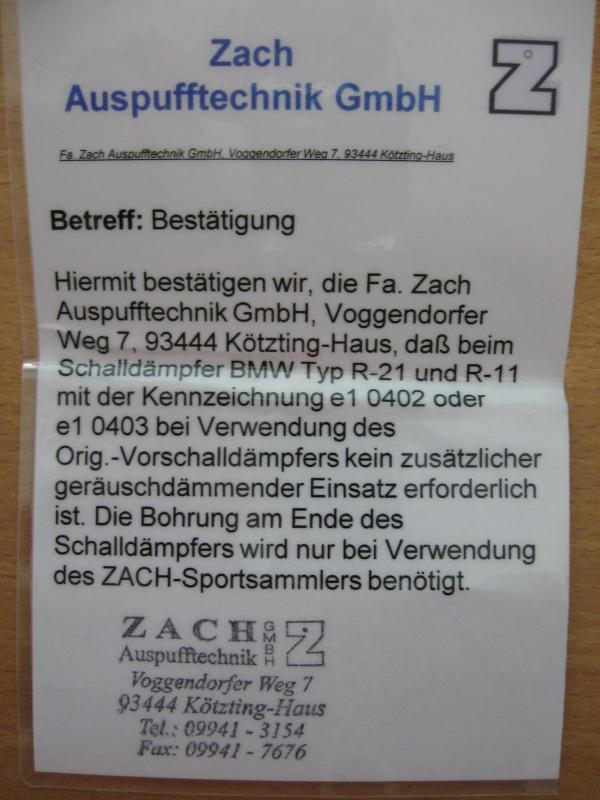 Zach
Auspufftechnik GmbH
Z
Fa. Zach Auspufftechnik GmbH, Voggendorfer Weg 7, 93444 Kötzting-Haus
Betreff: Bestätigung
Hiermit bestätigen wir, die Fa. Zach
Auspufftechnik GmbH, Voggendorfer
Weg 7, 93444 Kötzting-Haus, daß beim
Schalldämpfer BMW Typ R-21 und R-11
mit der Kennzeichnung e1 0402 oder
e1 0403 bei Verwendung des
Orig.-Vorschalldämpfers kein zusätzlicher
geräuschdämmender Einsatz erforderlich
ist. Die Bohrung am Ende des
Schalldämpfers wird nur bei Verwendung
des ZACH-Sportsammlers benötigt.
ZACH GMBH Z
Auspufftechnik
Voggendorfer Weg 7
93444 Kötzting-Haus
Tel.: 09941 - 3154
Fax: 09941 - 7676